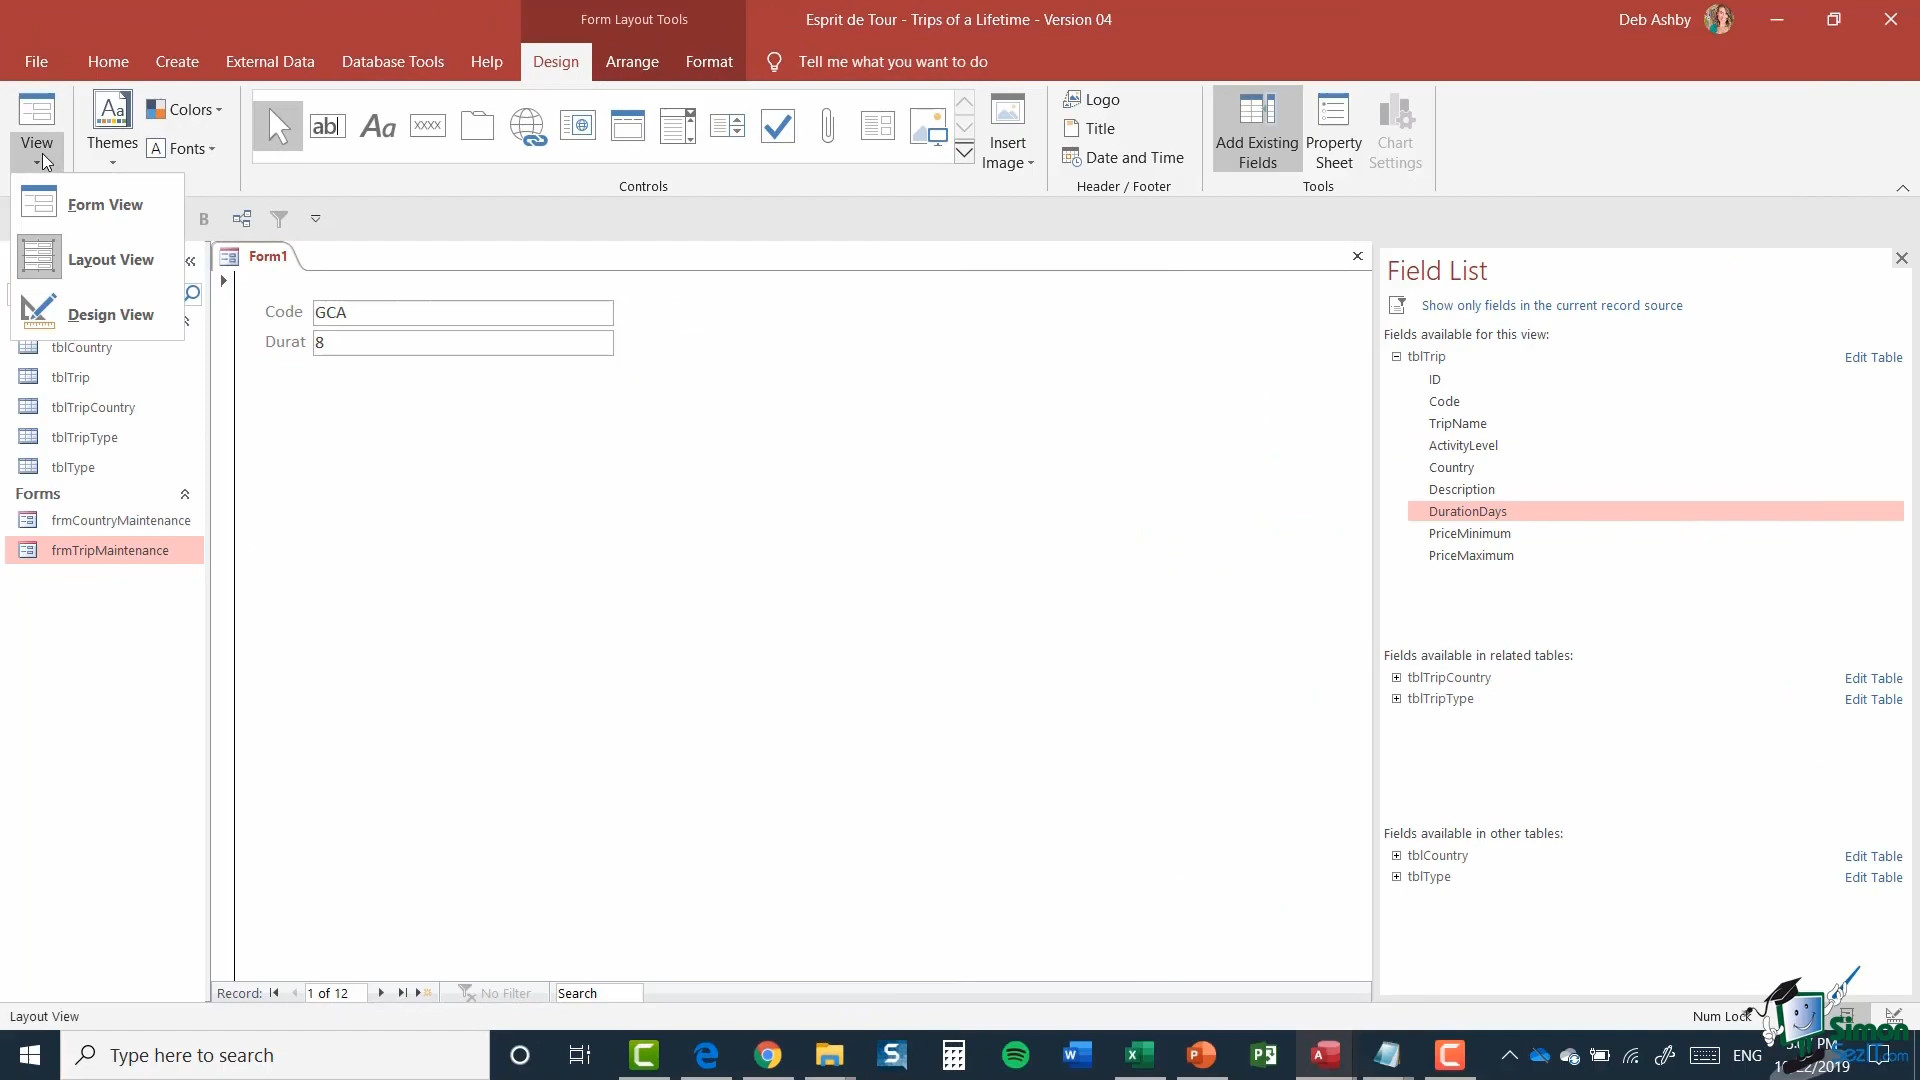 Form Layout Tools
Esprit de Tour - Trips of a Lifetime - Version 04
Deb Ashby
File
Home
Create
External Data
Database Tools
Help
Design
Arrange
Format
Tell me what you want to do
View
Themes
Colors
Fonts
Controls
Insert
Image
Logo
Title
Date and Time
Header / Footer
Add Existing
Fields
Property
Sheet
Chart
Settings
Tools
Form View
Layout View
Design View
tblCountry
tblTrip
tblTripCountry
tblTripType
tblType
Forms
frmCountryMaintenance
frmTripMaintenance
Form1
Code GCA
Durat 8
Field List
Show only fields in the current record source
Fields available for this view:
tblTrip Edit Table
ID
Code
TripName
ActivityLevel
Country
Description
DurationDays
PriceMinimum
PriceMaximum
Fields available in related tables:
tblTripCountry Edit Table
tblTripType Edit Table
Fields available in other tables:
tblCountry Edit Table
tblType Edit Table
Record: 1 of 12 No Filter Search
Layout View
Num Lock
Type here to search
ENG
PM
Simon
SezIT.com